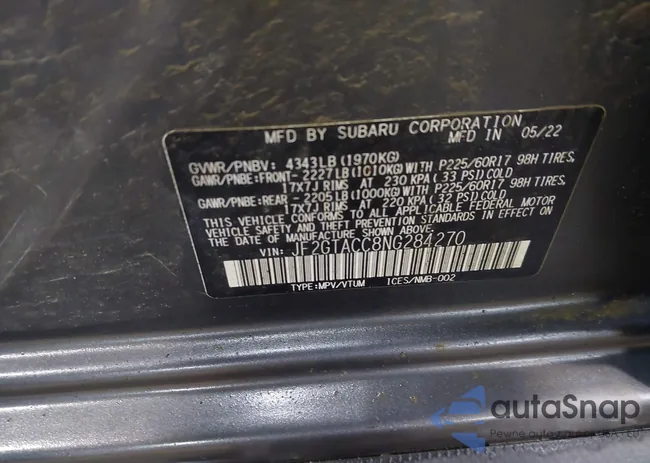 MFD BY SUBARU CORPORATION
MFD IN 05/22
GVWR/PNBV: 4343LB(1970KG)
GAWR/PNBE:FRONT-2227LB(1010KG)WITH P225/60R17 98H TIRES,
17X7J RIMS AT 230 KPA(33 PSI)COLD
GAWR/PNBE:REAR -2205LB(1000KG)WITH P225/60R17 98H TIRES,
17X7J RIMS AT 220 KPA(32 PSI)COLD
THIS VEHICLE CONFORMS TO ALL APPLICABLE FEDERAL MOTOR
VEHICLE SAFETY AND THEFT PREVENTION STANDARDS IN EFFECT
ON THE DATE OF MANUFACTURE SHOWN ABOVE.
VIN: JF2GTACC8NG284270
TYPE:MPV/VTUM ICES/NMB-002
autaSnap